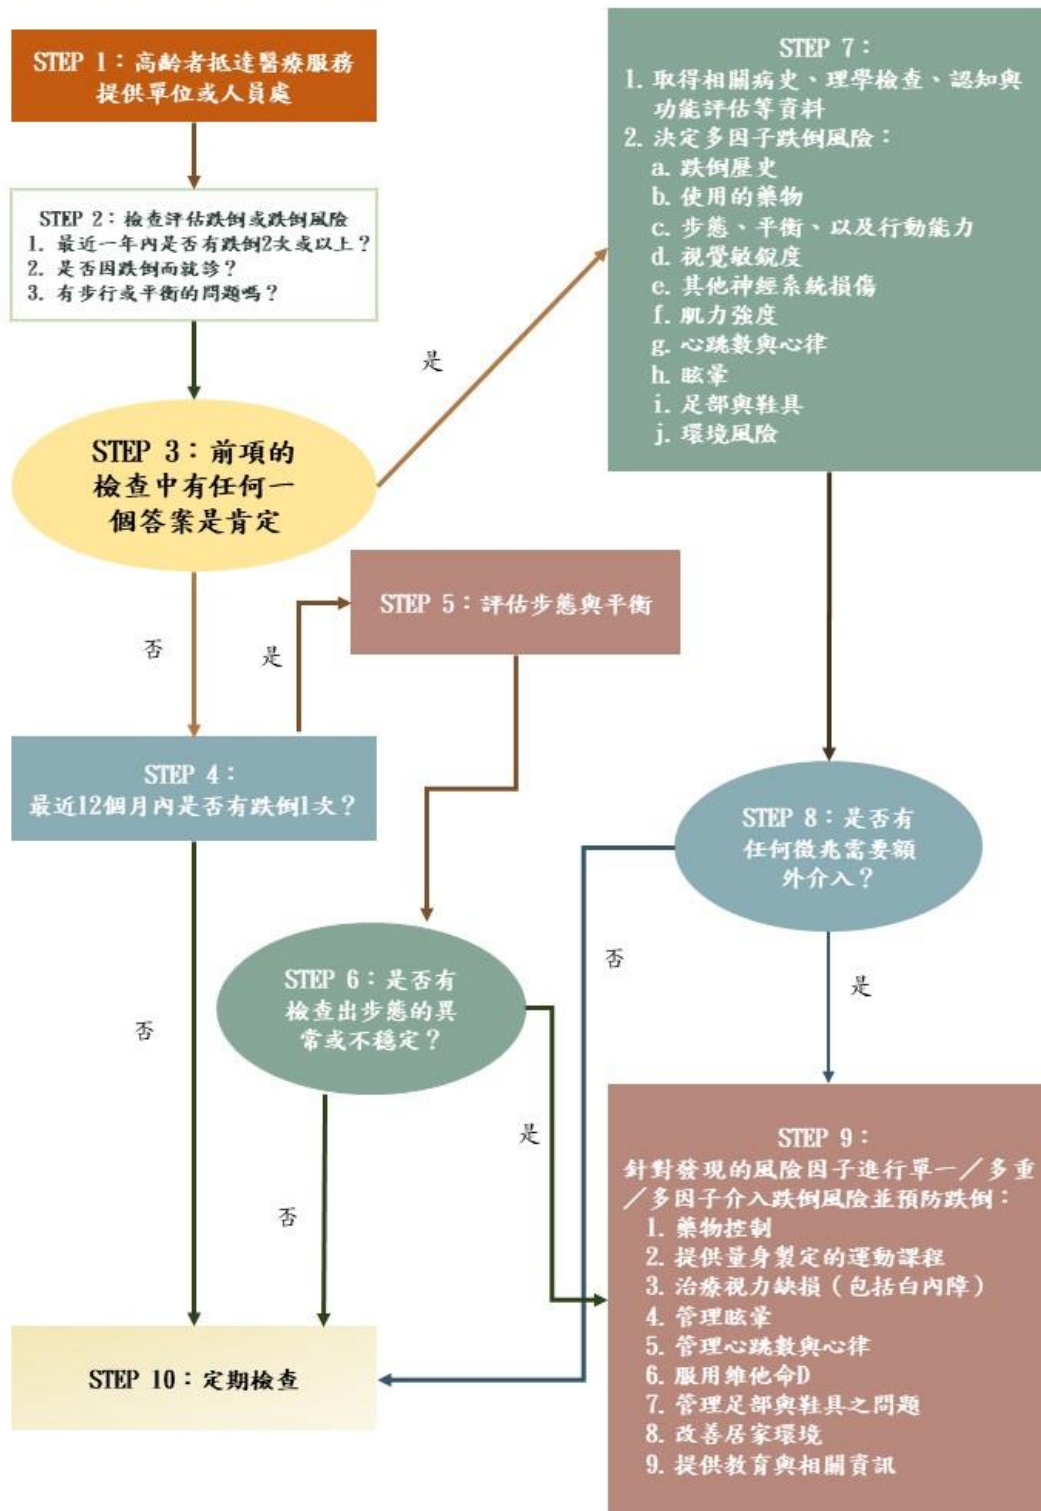 STEP 1：高齡者抵達醫療服務
提供單位或人員處
STEP 2：檢查評估跌倒或跌倒風險
1. 最近一年內是否有跌倒2次或以上？
2. 是否因跌倒而就診？
3. 有步行或平衡的問題嗎？
是
STEP 3：前項的
檢查中有任何一
個答案是肯定
否
是
STEP 4：
最近12個月內是否有跌倒1次？
STEP 5：評估步態與平衡
否
STEP 6：是否有
檢查出步態的異
常或不穩定？
否
是
STEP 7：
1. 取得相關病史、理學檢查、認知與
功能評估等資料
2. 決定多因子跌倒風險：
a. 跌倒歷史
b. 使用的藥物
c. 步態、平衡、以及行動能力
d. 視覺敏銳度
e. 其他神經系統損傷
f. 肌力強度
g. 心跳數與心律
h. 眩暈
i. 足部與鞋具
j. 環境風險
STEP 8：是否有
任何徵兆需要額
外介入？
否
是
STEP 9：
針對發現的風險因子進行單一／多重
／多因子介入跌倒風險並預防跌倒：
1. 藥物控制
2. 提供量身製定的運動課程
3. 治療視力缺損（包括白內障）
4. 管理眩暈
5. 管理心跳數與心律
6. 服用維他命D
7. 管理足部與鞋具之問題
8. 改善居家環境
9. 提供教育與相關資訊
STEP 10：定期檢查